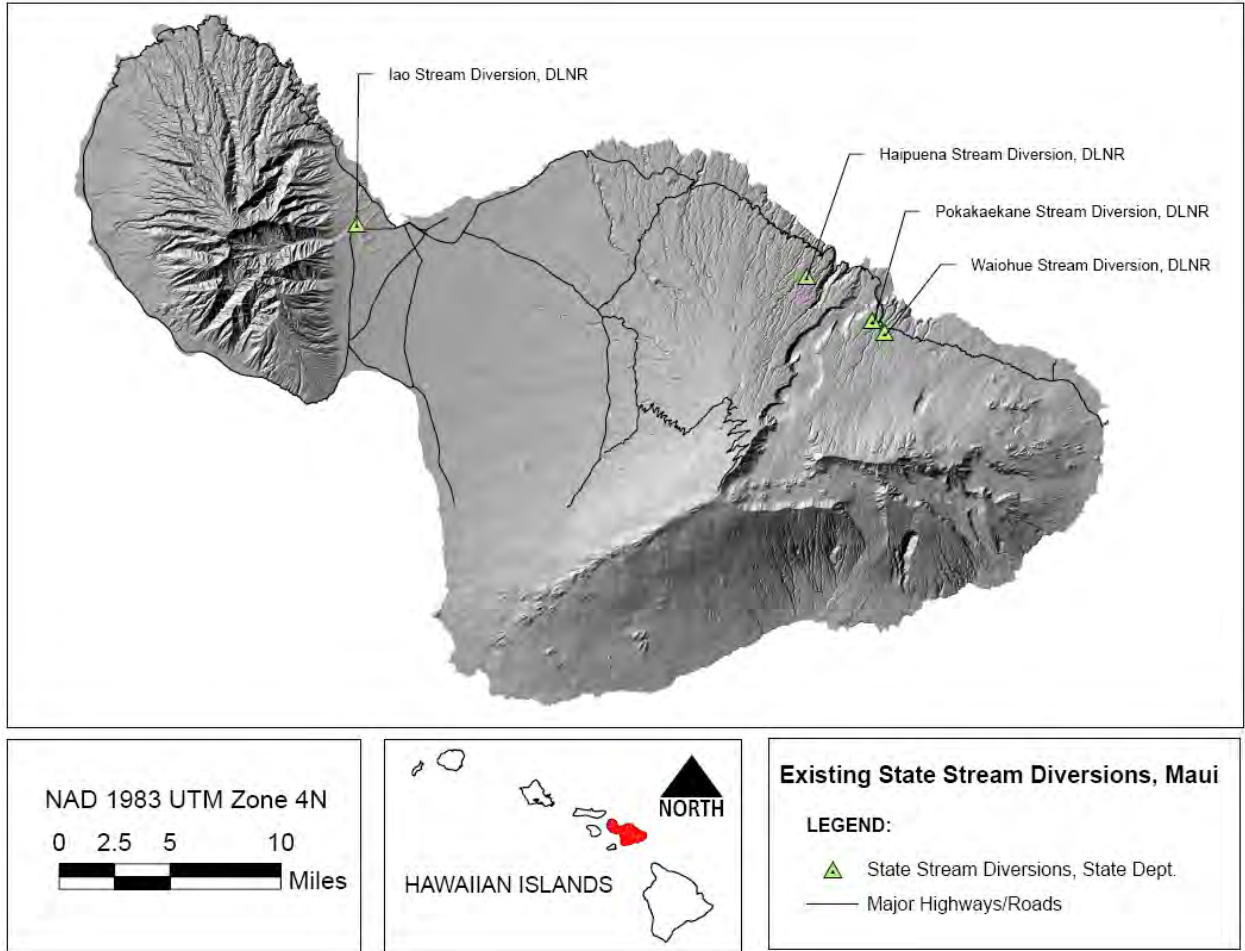 Iao Stream Diversion, DLNR
Haipuena Stream Diversion, DLNR
Pokakaekane Stream Diversion, DLNR
Waiohue Stream Diversion, DLNR
NAD 1983 UTM Zone 4N
0 2.5 5 10
Miles
NORTH
HAWAIIAN ISLANDS
Existing State Stream Diversions, Maui
LEGEND:
State Stream Diversions, State Dept.
Major Highways/Roads